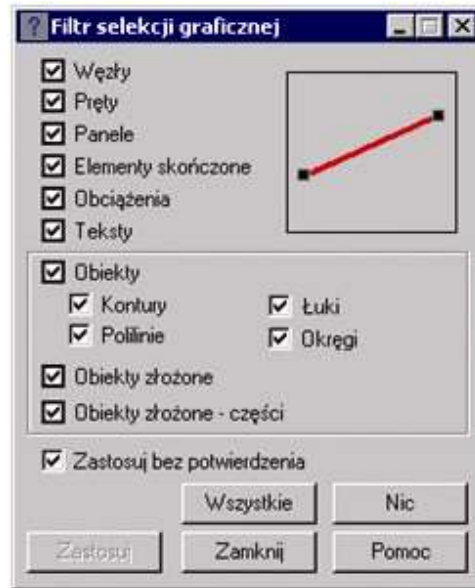 Filtr selekcji graficznej
Węzły
Pręty
Panele
Elementy skończone
Obciążenia
Teksty
Obiekty
Kontury
Łuki
Polilinie
Okręgi
Obiekty złożone
Obiekty złożone - części
Zastosuj bez potwierdzenia
Wszystkie Nic
Zastosuj Zamknij Pomoc